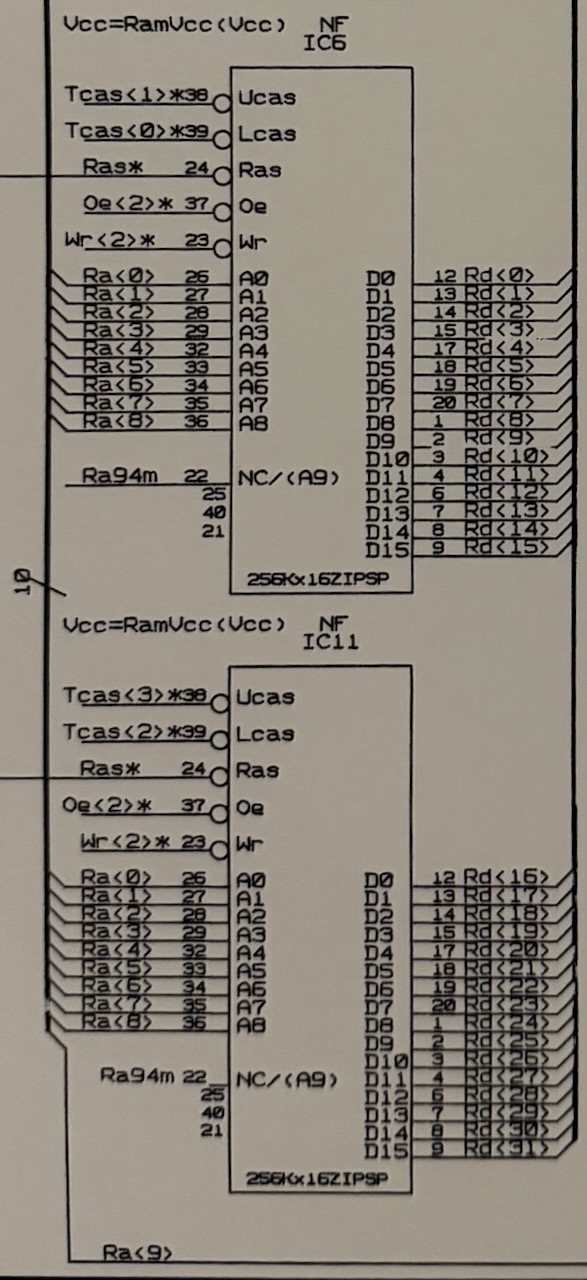 Vcc=RamVcc(Vcc) NF
IC6
Tcas<1>*38 Ucas
Tcas<0>*39 Lcas
Ras* 24 Ras
Oe<2>* 37 Oe
Wr<2>* 23 Wr
Ra<0> 26 A0 D0 12 Rd<0>
Ra<1> 27 A1 D1 13 Rd<1>
Ra<2> 28 A2 D2 14 Rd<2>
Ra<3> 29 A3 D3 15 Rd<3>
Ra<4> 32 A4 D4 17 Rd<4>
Ra<5> 33 A5 D5 18 Rd<5>
Ra<6> 34 A6 D6 19 Rd<6>
Ra<7> 35 A7 D7 20 Rd<7>
Ra<8> 36 A8 D8 1 Rd<8>
D9 2 Rd<9>
D10 3 Rd<10>
Ra94m 22 NC/(A9) D11 4 Rd<11>
25 D12 6 Rd<12>
40 D13 7 Rd<13>
21 D14 8 Rd<14>
D15 9 Rd<15>
256Kx16ZIPSP
10
Vcc=RamVcc(Vcc) NF
IC11
Tcas<3>*38 Ucas
Tcas<2>*39 Lcas
Ras* 24 Ras
Oe<2>* 37 Oe
Wr<2>* 23 Wr
Ra<0> 26 A0 D0 12 Rd<16>
Ra<1> 27 A1 D1 13 Rd<17>
Ra<2> 28 A2 D2 14 Rd<18>
Ra<3> 29 A3 D3 15 Rd<19>
Ra<4> 32 A4 D4 17 Rd<20>
Ra<5> 33 A5 D5 18 Rd<21>
Ra<6> 34 A6 D6 19 Rd<22>
Ra<7> 35 A7 D7 20 Rd<23>
Ra<8> 36 A8 D8 1 Rd<24>
D9 2 Rd<25>
D10 3 Rd<26>
Ra94m 22 NC/(A9) D11 4 Rd<27>
25 D12 6 Rd<28>
40 D13 7 Rd<29>
21 D14 8 Rd<30>
D15 9 Rd<31>
256Kx16ZIPSP
Ra<9>